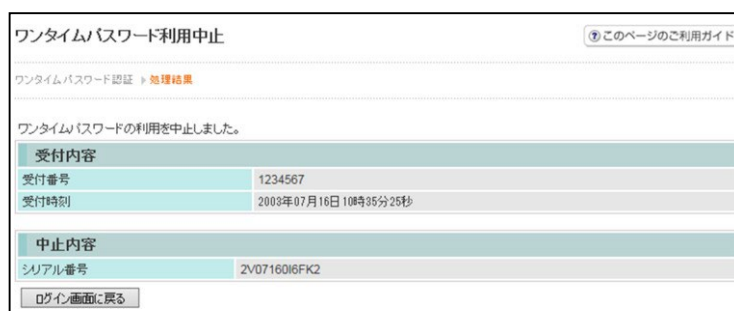 ワンタイムパスワード利用中止
?このページのご利用ガイド
ワンタイムパスワード認証 ▶ 処理結果
ワンタイムパスワードの利用を中止しました。
受付内容
受付番号 1234567
受付時刻 2003年07月16日10時35分25秒
中止内容
シリアル番号 2V07160I6FK2
ログイン画面に戻る